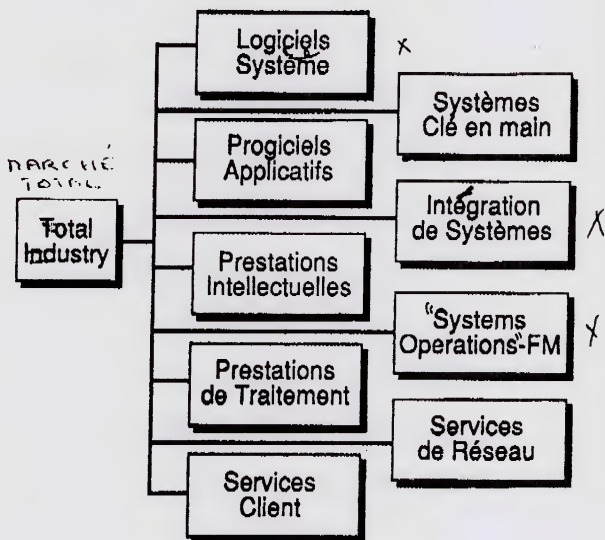 Logiciels
Système
x
Systèmes
Clé en main
Progiciels
Applicatifs
MARCHÉ
TOTAL
Total
Industry
Intégration
de Systèmes
X
Prestations
Intellectuelles
"Systems
Operations"-FM
X
Prestations
de Traitement
Services
de Réseau
Services
Client